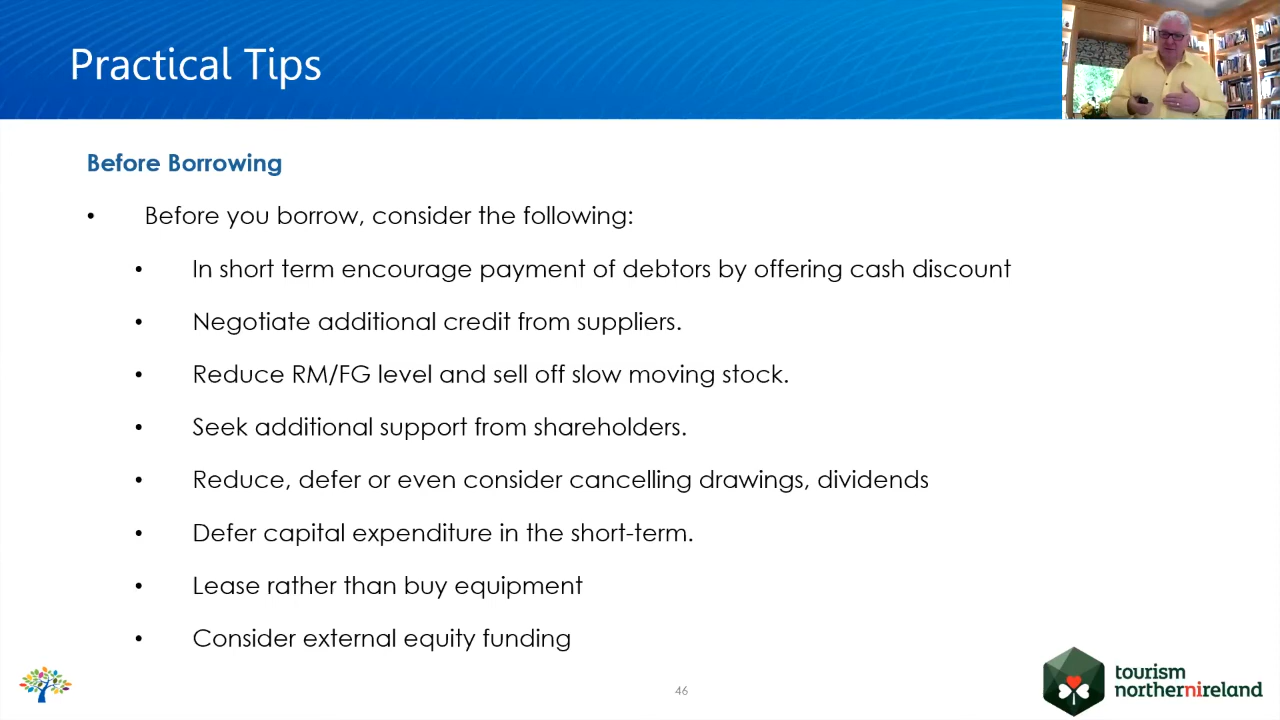 Practical Tips
Before Borrowing
• Before you borrow, consider the following:
• In short term encourage payment of debtors by offering cash discount
• Negotiate additional credit from suppliers.
• Reduce RM/FG level and sell off slow moving stock.
• Seek additional support from shareholders.
• Reduce, defer or even consider cancelling drawings, dividends
• Defer capital expenditure in the short-term.
• Lease rather than buy equipment
• Consider external equity funding
46
tourism
northernireland